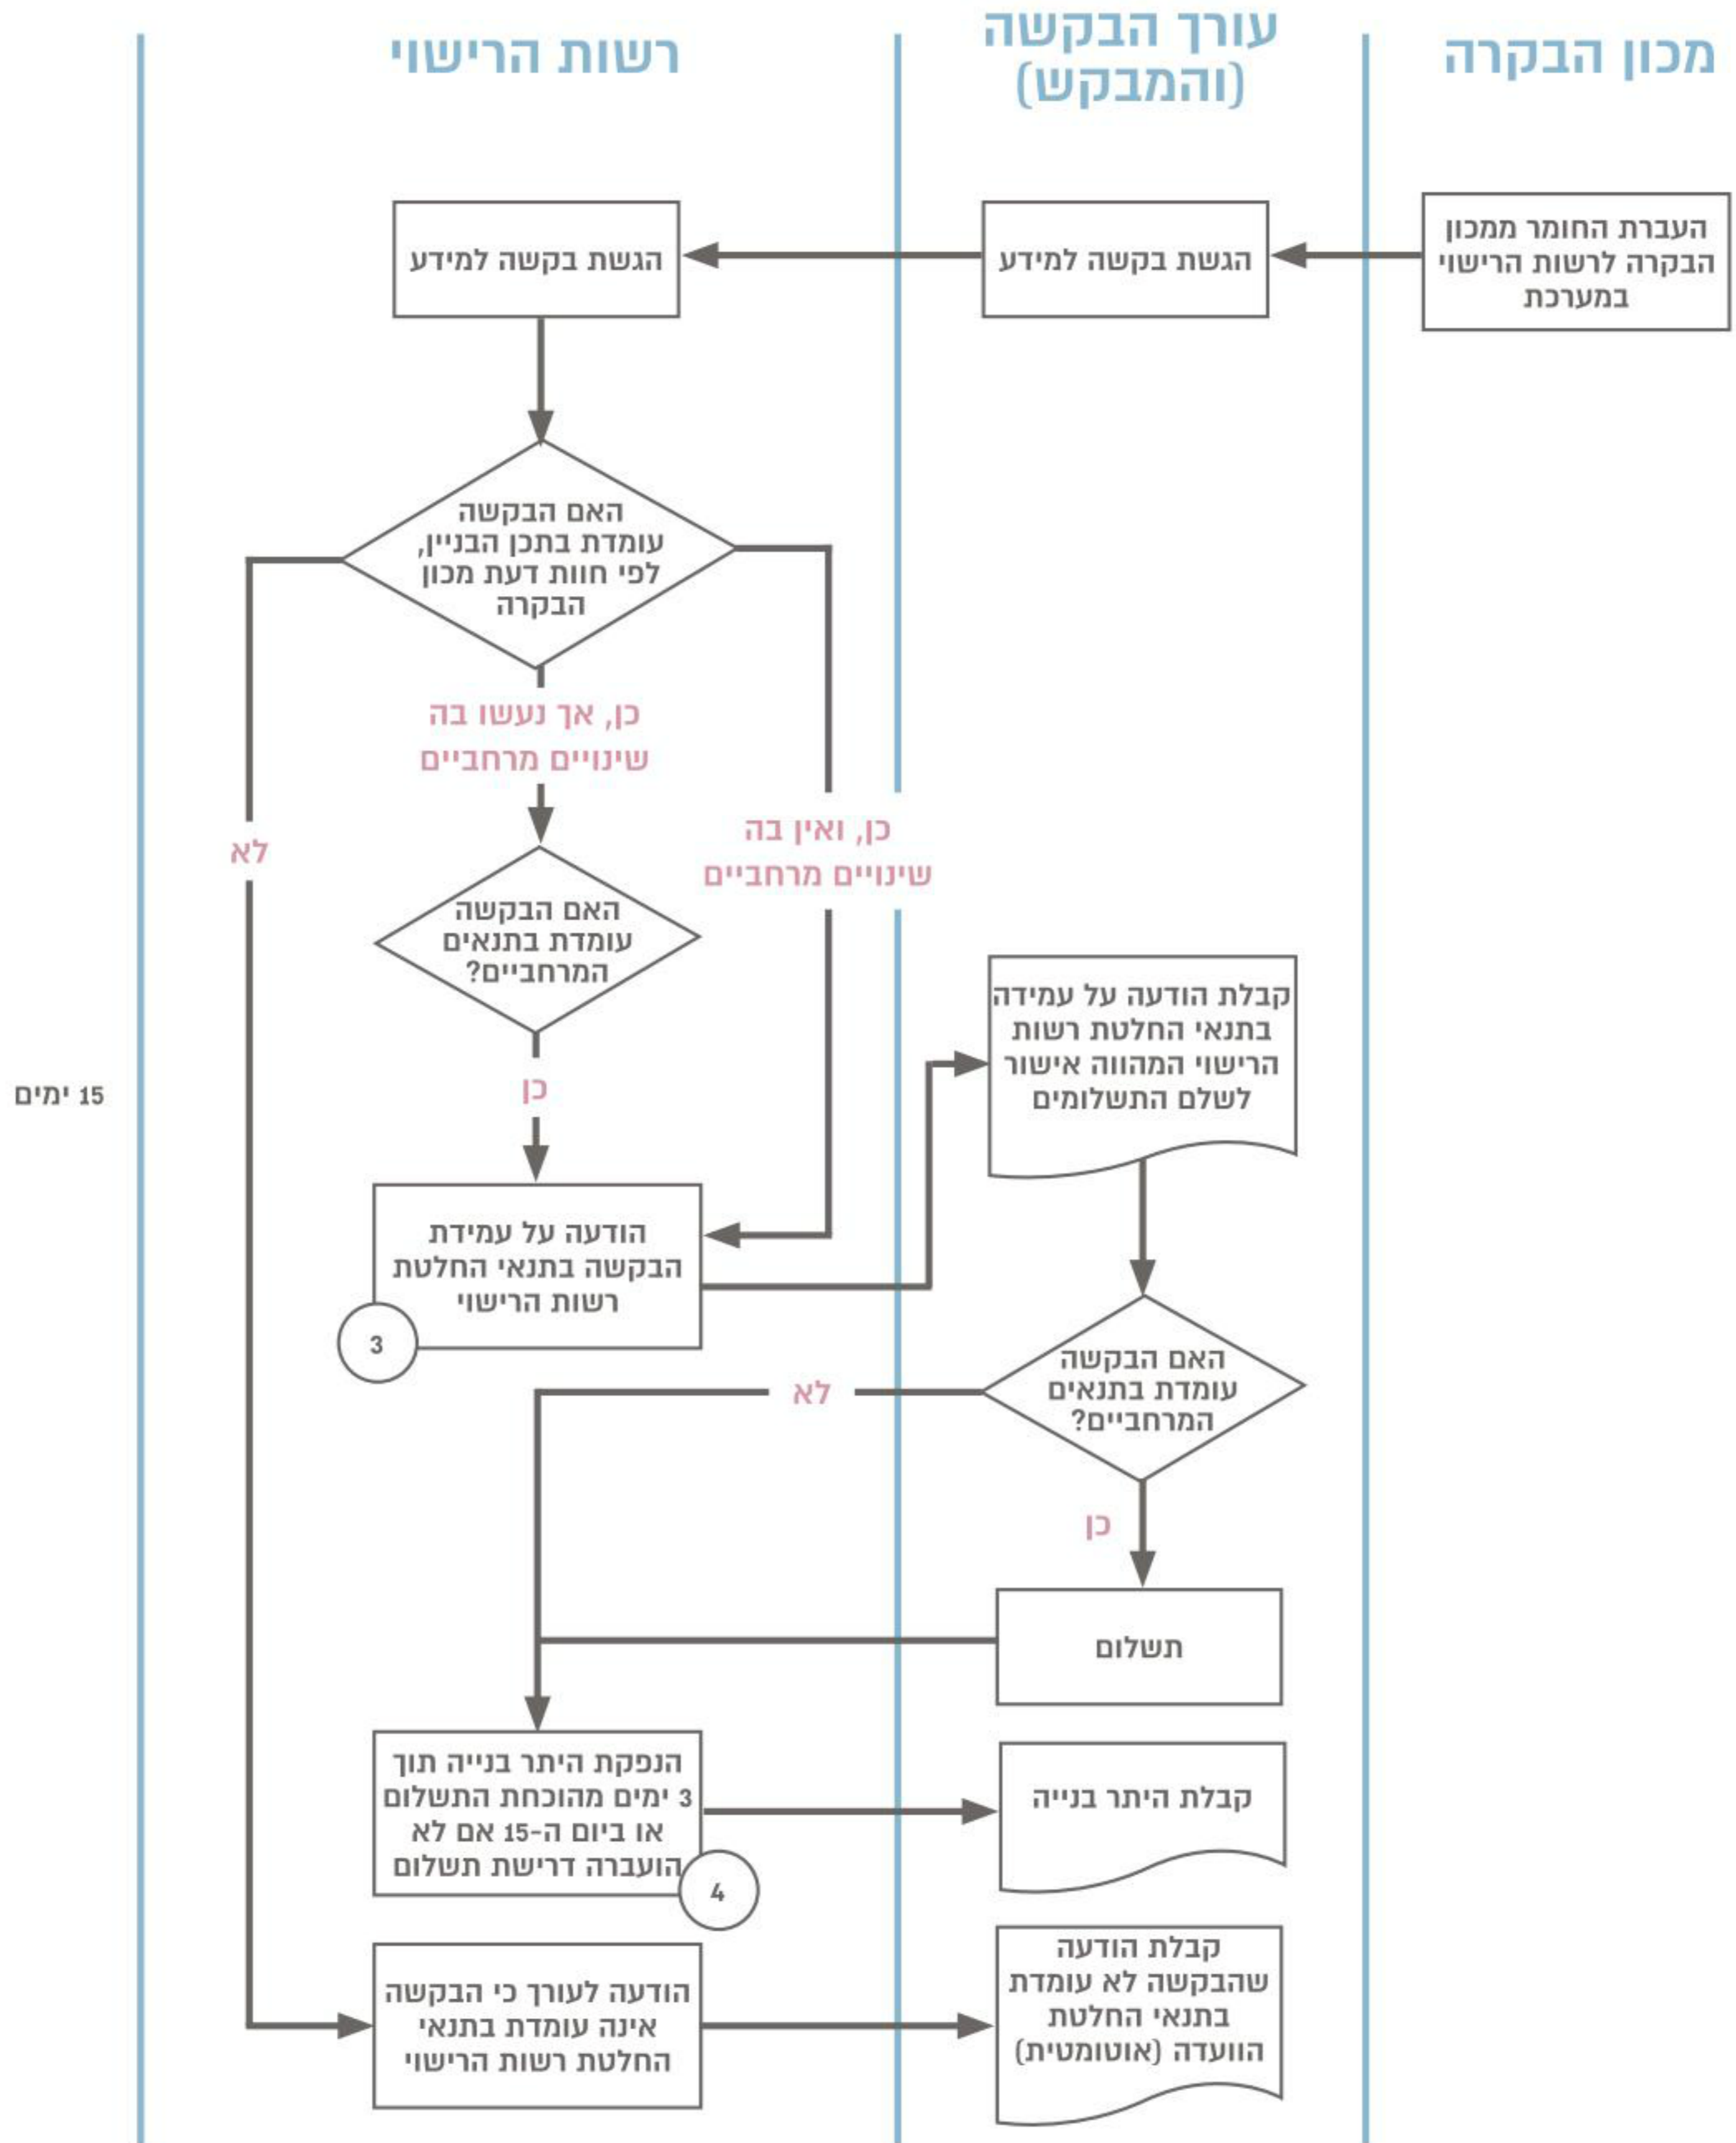 מכון הבקרה
עורך הבקשה
(והמבקש)
רשות הרישוי
העברת החומר ממכון
הבקרה לרשות הרישוי
במערכת
הגשת בקשה למידע
הגשת בקשה למידע
האם הבקשה
עומדת בתכן הבניין,
לפי חוות דעת מכון
הבקרה
כן, אך נעשו בה
שינויים מרחביים
כן, ואין בה
שינויים מרחביים
לא
האם הבקשה
עומדת בתנאים
המרחביים?
כן
קבלת הודעה על עמידה
בתנאי החלטת רשות
הרישוי המהווה אישור
לשלם התשלומים
15 ימים
הודעה על עמידת
הבקשה בתנאי החלטת
רשות הרישוי
3
האם הבקשה
עומדת בתנאים
המרחביים?
לא
כן
תשלום
הנפקת היתר בנייה תוך
3 ימים מהוכחת התשלום
או ביום ה-15 אם לא
הועברה דרישת תשלום
4
קבלת היתר בנייה
הודעה לעורך כי הבקשה
אינה עומדת בתנאי
החלטת רשות הרישוי
קבלת הודעה
שהבקשה לא עומדת
בתנאי החלטת
הוועדה (אוטומטית)